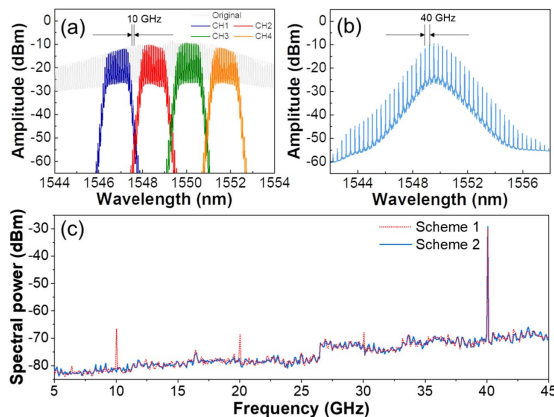 10 GHz
Original
CH1 CH2
CH3 CH4
(a)
Amplitude (dBm)
0
-10
-20
-30
-40
-50
-60
1544 1546 1548 1550 1552 1554
Wavelength (nm)
40 GHz
(b)
Amplitude (dBm)
0
-10
-20
-30
-40
-50
-60
1544 1548 1552 1556
Wavelength (nm)
(c)
Scheme 1
Scheme 2
Spectral power (dBm)
-30
-50
-70
-80
5 10 15 20 25 30 35 40 45
Frequency (GHz)